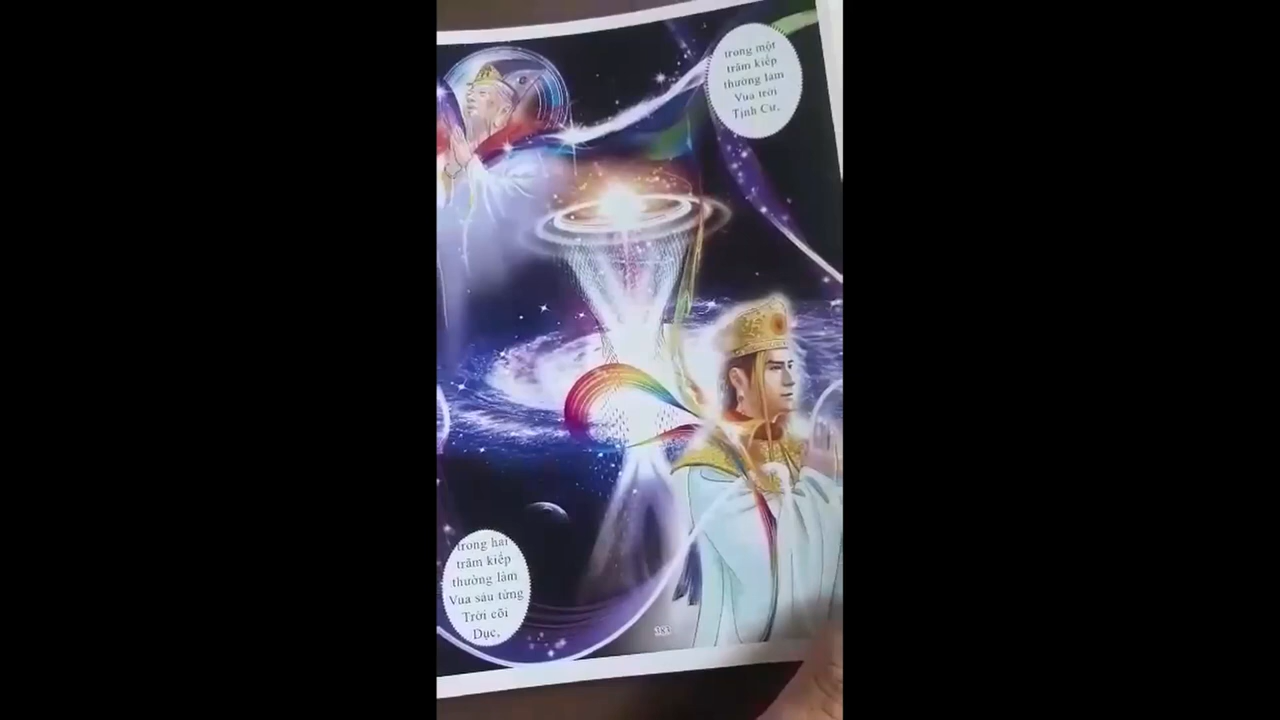 trong một
trăm kiếp
thường làm
Vua trời
Tịnh Cư,
trong hai
trăm kiếp
thường làm
Vua sáu từng
Trời cõi
Dục,
383